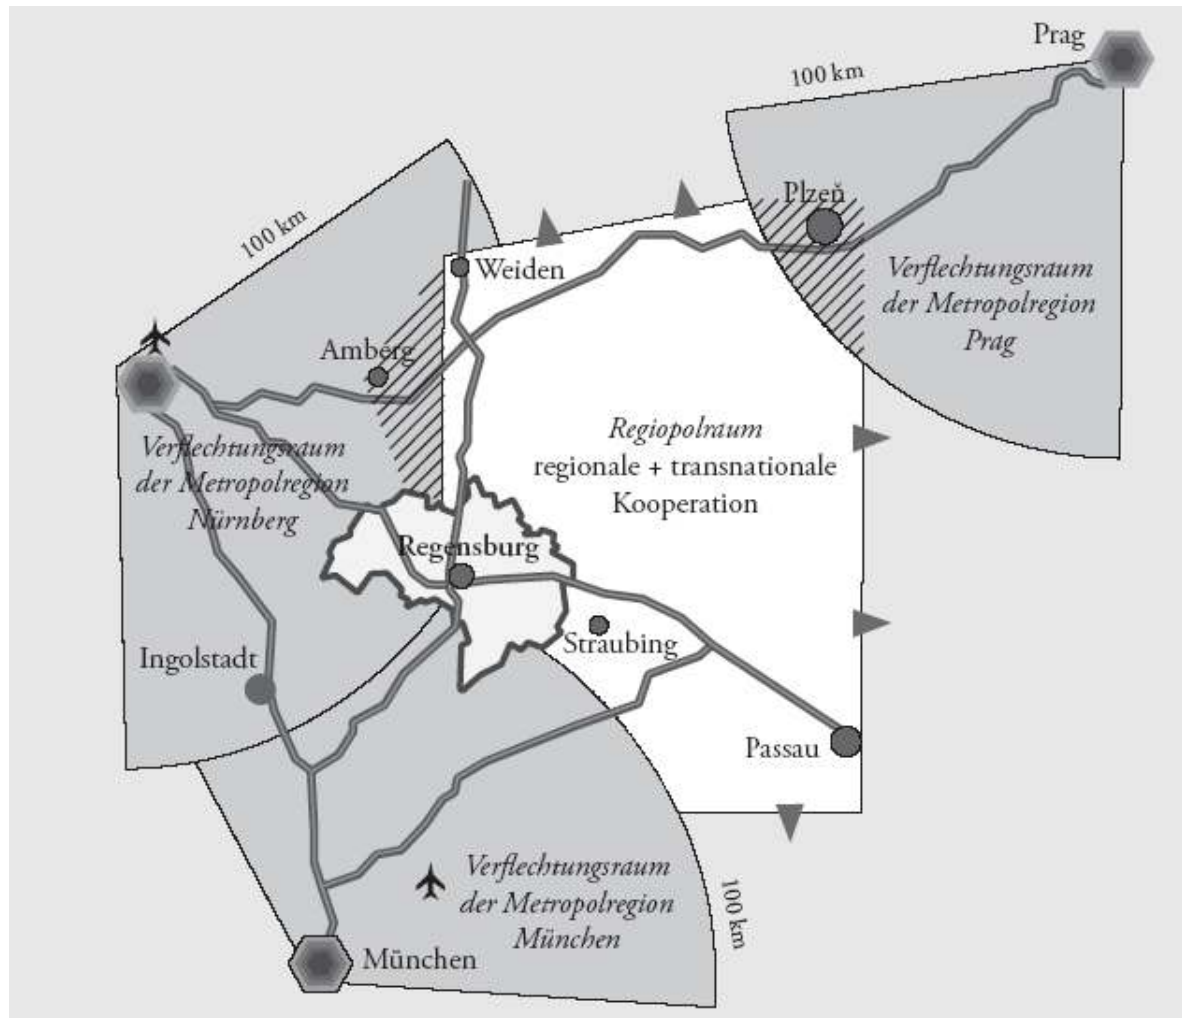 Prag
100 km
Plzeň
Verflechtungsraum
der Metropolregion
Prag
100 km
Weiden
Amberg
Regiopolraum
regionale + transnationale
Kooperation
Verflechtungsraum
der Metropolregion
Nürnberg
Regensburg
Straubing
Ingolstadt
Passau
Verflechtungsraum
der Metropolregion
München
100 km
München